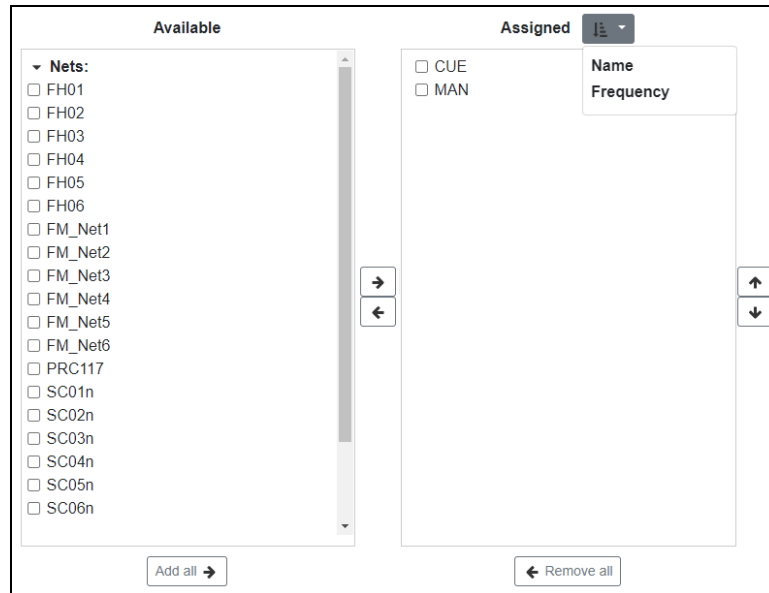 Available
Nets:
FH01
FH02
FH03
FH04
FH05
FH06
FM_Net1
FM_Net2
FM_Net3
FM_Net4
FM_Net5
FM_Net6
PRC117
SC01n
SC02n
SC03n
SC04n
SC05n
SC06n
Add all
Assigned
Name
Frequency
CUE
MAN
Remove all